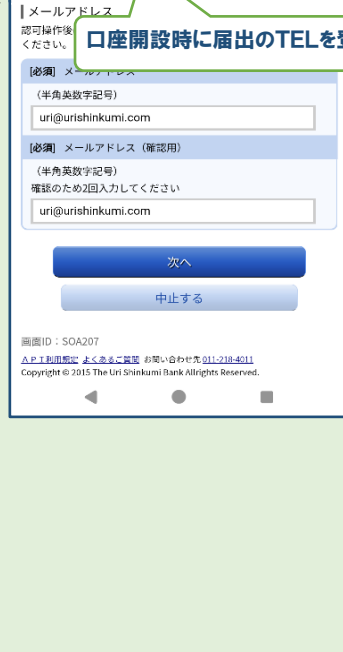 メールアドレス
認可操作後
ください。
口座開設時に届出のTELを
[必須] メールアドレス
(半角英数字記号)
uri@urishinkumi.com
[必須] メールアドレス(確認用)
(半角英数字記号)
確認のため2回入力してください
uri@urishinkumi.com
次へ
中止する
画面ID:SOA207
API利用規定 よくあるご質問 お問い合わせ先 011-218-4011
Copyright © 2015 The Uri Shinkumi Bank Allrights Reserved.